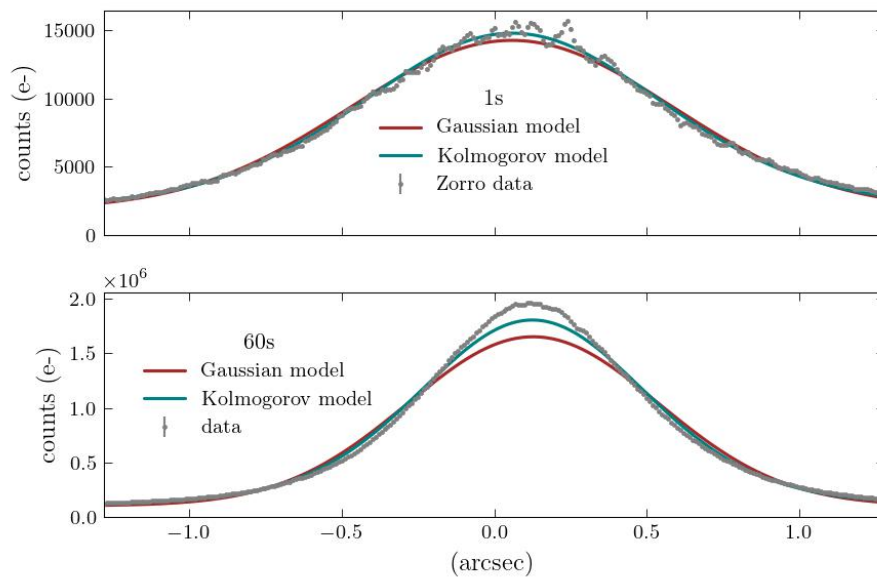 15000
10000
5000
0
counts (e-)
1s
Gaussian model
Kolmogorov model
Zorro data
×10⁶
2.0
1.5
1.0
0.5
0.0
counts (e-)
60s
Gaussian model
Kolmogorov model
data
−1.0 −0.5 0.0 0.5 1.0
(arcsec)